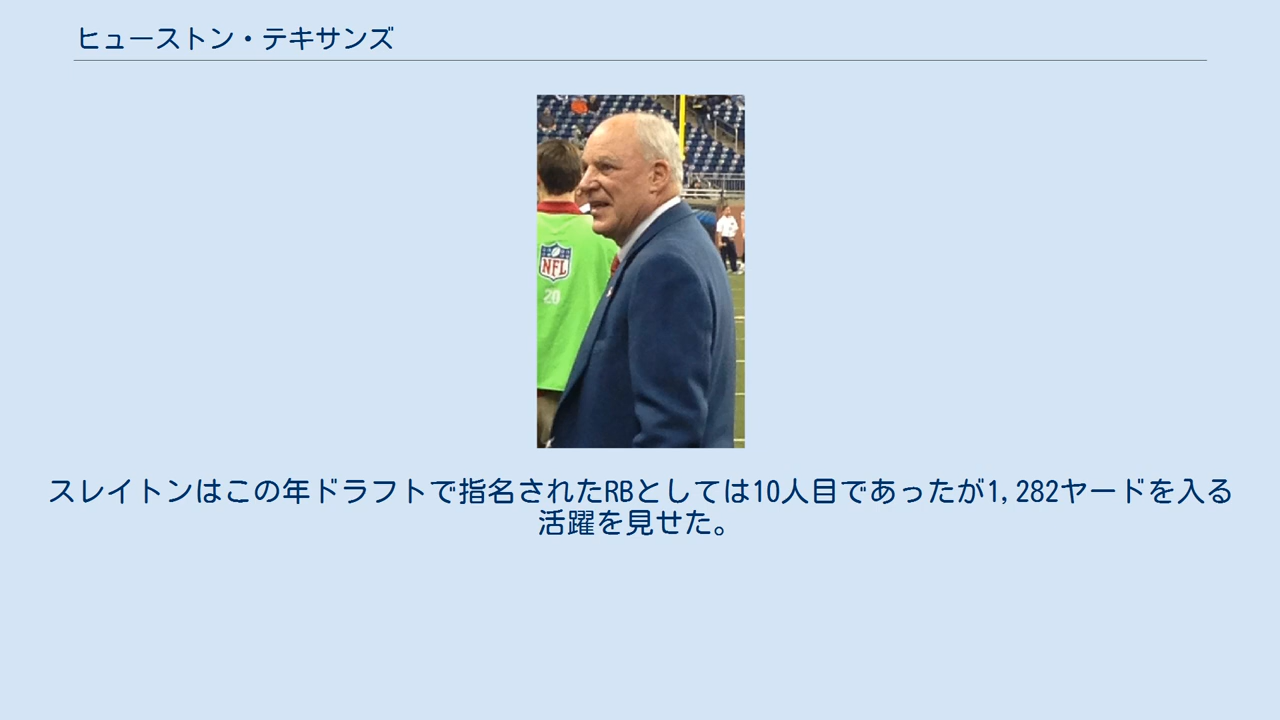 ヒューストン・テキサンズ
NFL
20
スレイトンはこの年ドラフトで指名されたRBとしては10人目であったが1,282ヤードを入る
活躍を見せた。